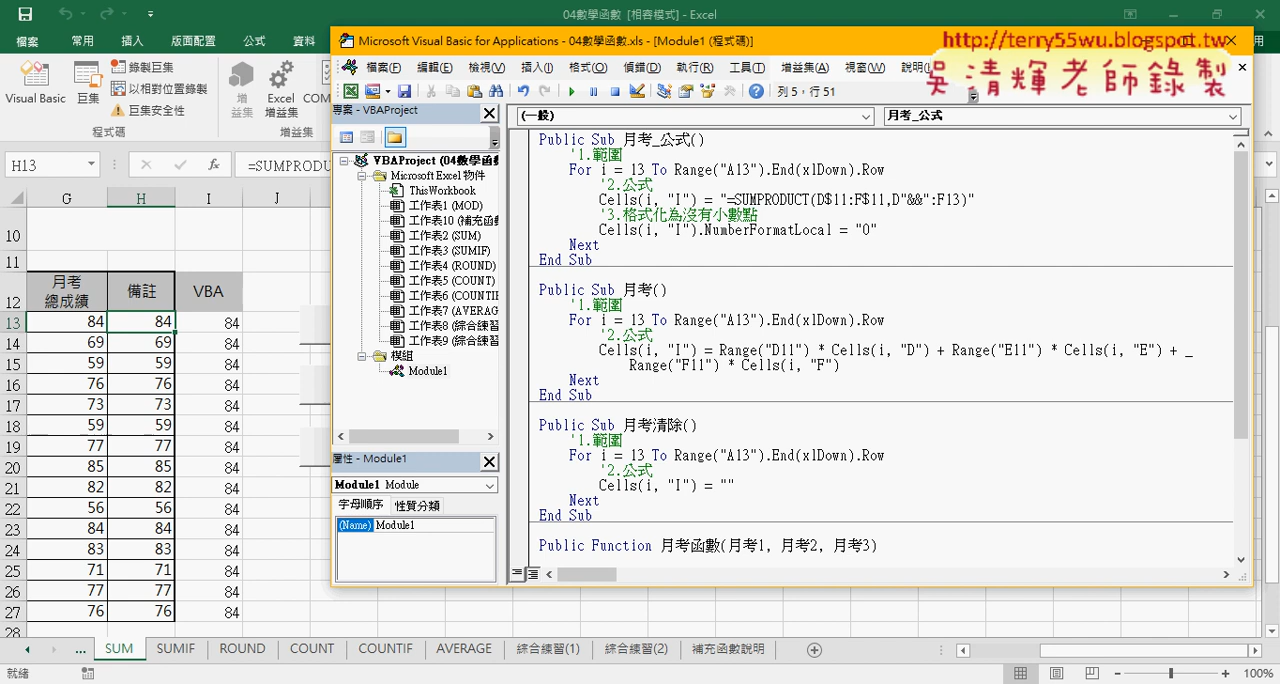 04數學函數 [相容模式] - Excel
檔案 常用 插入 版面配置 公式 資料
Visual Basic 巨集 錄製巨集 以相對位置錄製 巨集安全性 增益集 Excel 增益集 COM
程式碼 增益集
H13 fx =SUMPRODU
G H I J
10
11
12 月考總成績 備註 VBA
13 84 84 84
14 69 69 84
15 59 59 84
16 76 76 84
17 73 73 84
18 59 59 84
19 77 77 84
20 85 85 84
21 82 82 84
22 56 56 84
23 84 84 84
24 83 83 84
25 71 71 84
26 77 77 84
27 76 76 84
28
... SUM SUMIF ROUND COUNT COUNTIF AVERAGE 綜合練習(1) 綜合練習(2) 補充函數說明
就緒 100%
Microsoft Visual Basic for Applications - 04數學函數.xls - [Module1 (程式碼)]
http://terry55wu.blogspot.tw
吳清輝老師錄製
檔案(F) 編輯(E) 檢視(V) 插入(I) 格式(O) 偵錯(D) 執行(R) 工具(T) 增益集(A) 視窗(W) 說明(
列 5, 行 51
專案 - VBAProject
VBAProject (04數學函
Microsoft Excel 物件
ThisWorkbook
工作表1 (MOD)
工作表10 (補充函
工作表2 (SUM)
工作表3 (SUMIF)
工作表4 (ROUND)
工作表5 (COUNT)
工作表6 (COUNTIF
工作表7 (AVERAG
工作表8 (綜合練習
工作表9 (綜合練習
模組
Module1
屬性 - Module1
Module1 Module
字母順序 性質分類
(Name) Module1
(一般) 月考_公式
Public Sub 月考_公式()
'1.範圍
For i = 13 To Range("A13").End(xlDown).Row
'2.公式
Cells(i, "I") = "=SUMPRODUCT(D$11:F$11,D"&&":F13)"
'3.格式化為沒有小數點
Cells(i, "I").NumberFormatLocal = "0"
Next
End Sub
Public Sub 月考()
'1.範圍
For i = 13 To Range("A13").End(xlDown).Row
'2.公式
Cells(i, "I") = Range("D11") * Cells(i, "D") + Range("E11") * Cells(i, "E") + _
Range("F11") * Cells(i, "F")
Next
End Sub
Public Sub 月考清除()
'1.範圍
For i = 13 To Range("A13").End(xlDown).Row
'2.公式
Cells(i, "I") = ""
Next
End Sub
Public Function 月考函數(月考1, 月考2, 月考3)